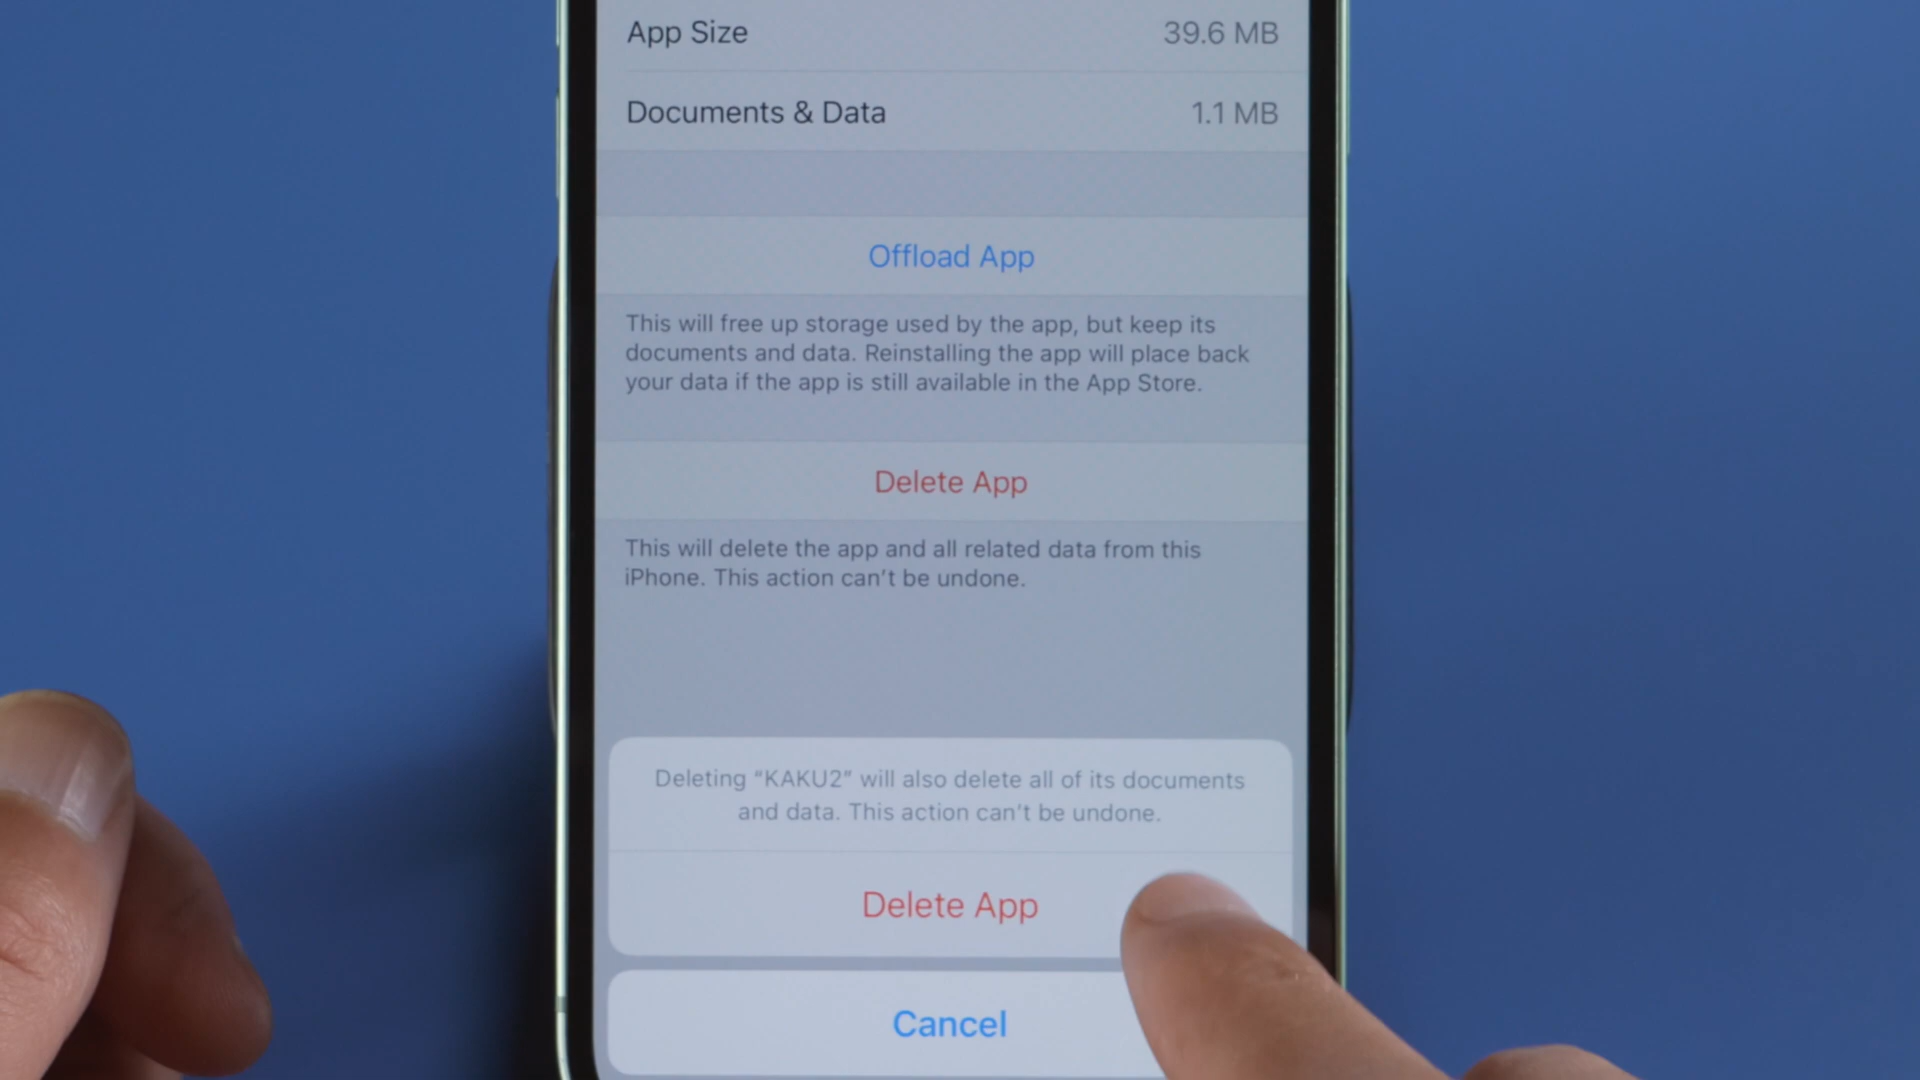 App Size 39.6 MB
Documents & Data 1.1 MB
Offload App
This will free up storage used by the app, but keep its
documents and data. Reinstalling the app will place back
your data if the app is still available in the App Store.
Delete App
This will delete the app and all related data from this
iPhone. This action can’t be undone.
Deleting “KAKU2” will also delete all of its documents
and data. This action can’t be undone.
Delete App
Cancel